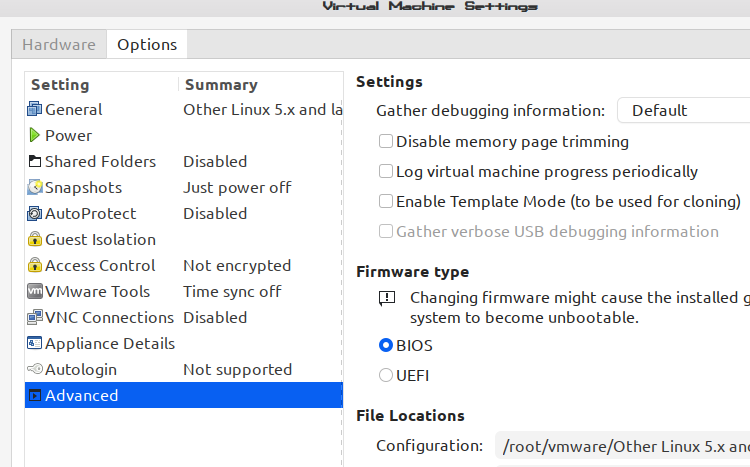 Virtual Machine Settings
Hardware Options
Setting Summary
General Other Linux 5.x and la
Power
Shared Folders Disabled
Snapshots Just power off
AutoProtect Disabled
Guest Isolation
Access Control Not encrypted
VMware Tools Time sync off
VNC Connections Disabled
Appliance Details
Autologin Not supported
Advanced
Settings
Gather debugging information: Default
Disable memory page trimming
Log virtual machine progress periodically
Enable Template Mode (to be used for cloning)
Gather verbose USB debugging information
Firmware type
Changing firmware might cause the installed g
system to become unbootable.
BIOS
UEFI
File Locations
Configuration: /root/vmware/Other Linux 5.x and